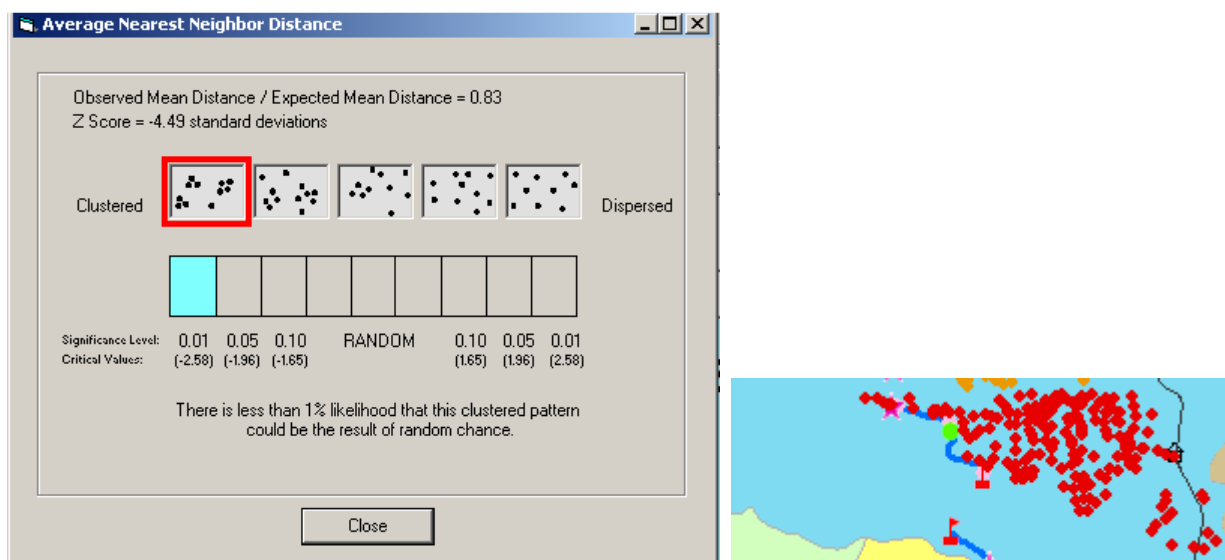 Average Nearest Neighbor Distance
Observed Mean Distance / Expected Mean Distance = 0.83
Z Score = -4.49 standard deviations
Clustered
Dispersed
Significance Level: 0.01 0.05 0.10 RANDOM 0.10 0.05 0.01
Critical Values: (-2.58) (-1.96) (-1.65) (1.65) (1.96) (2.58)
There is less than 1% likelihood that this clustered pattern
could be the result of random chance.
Close